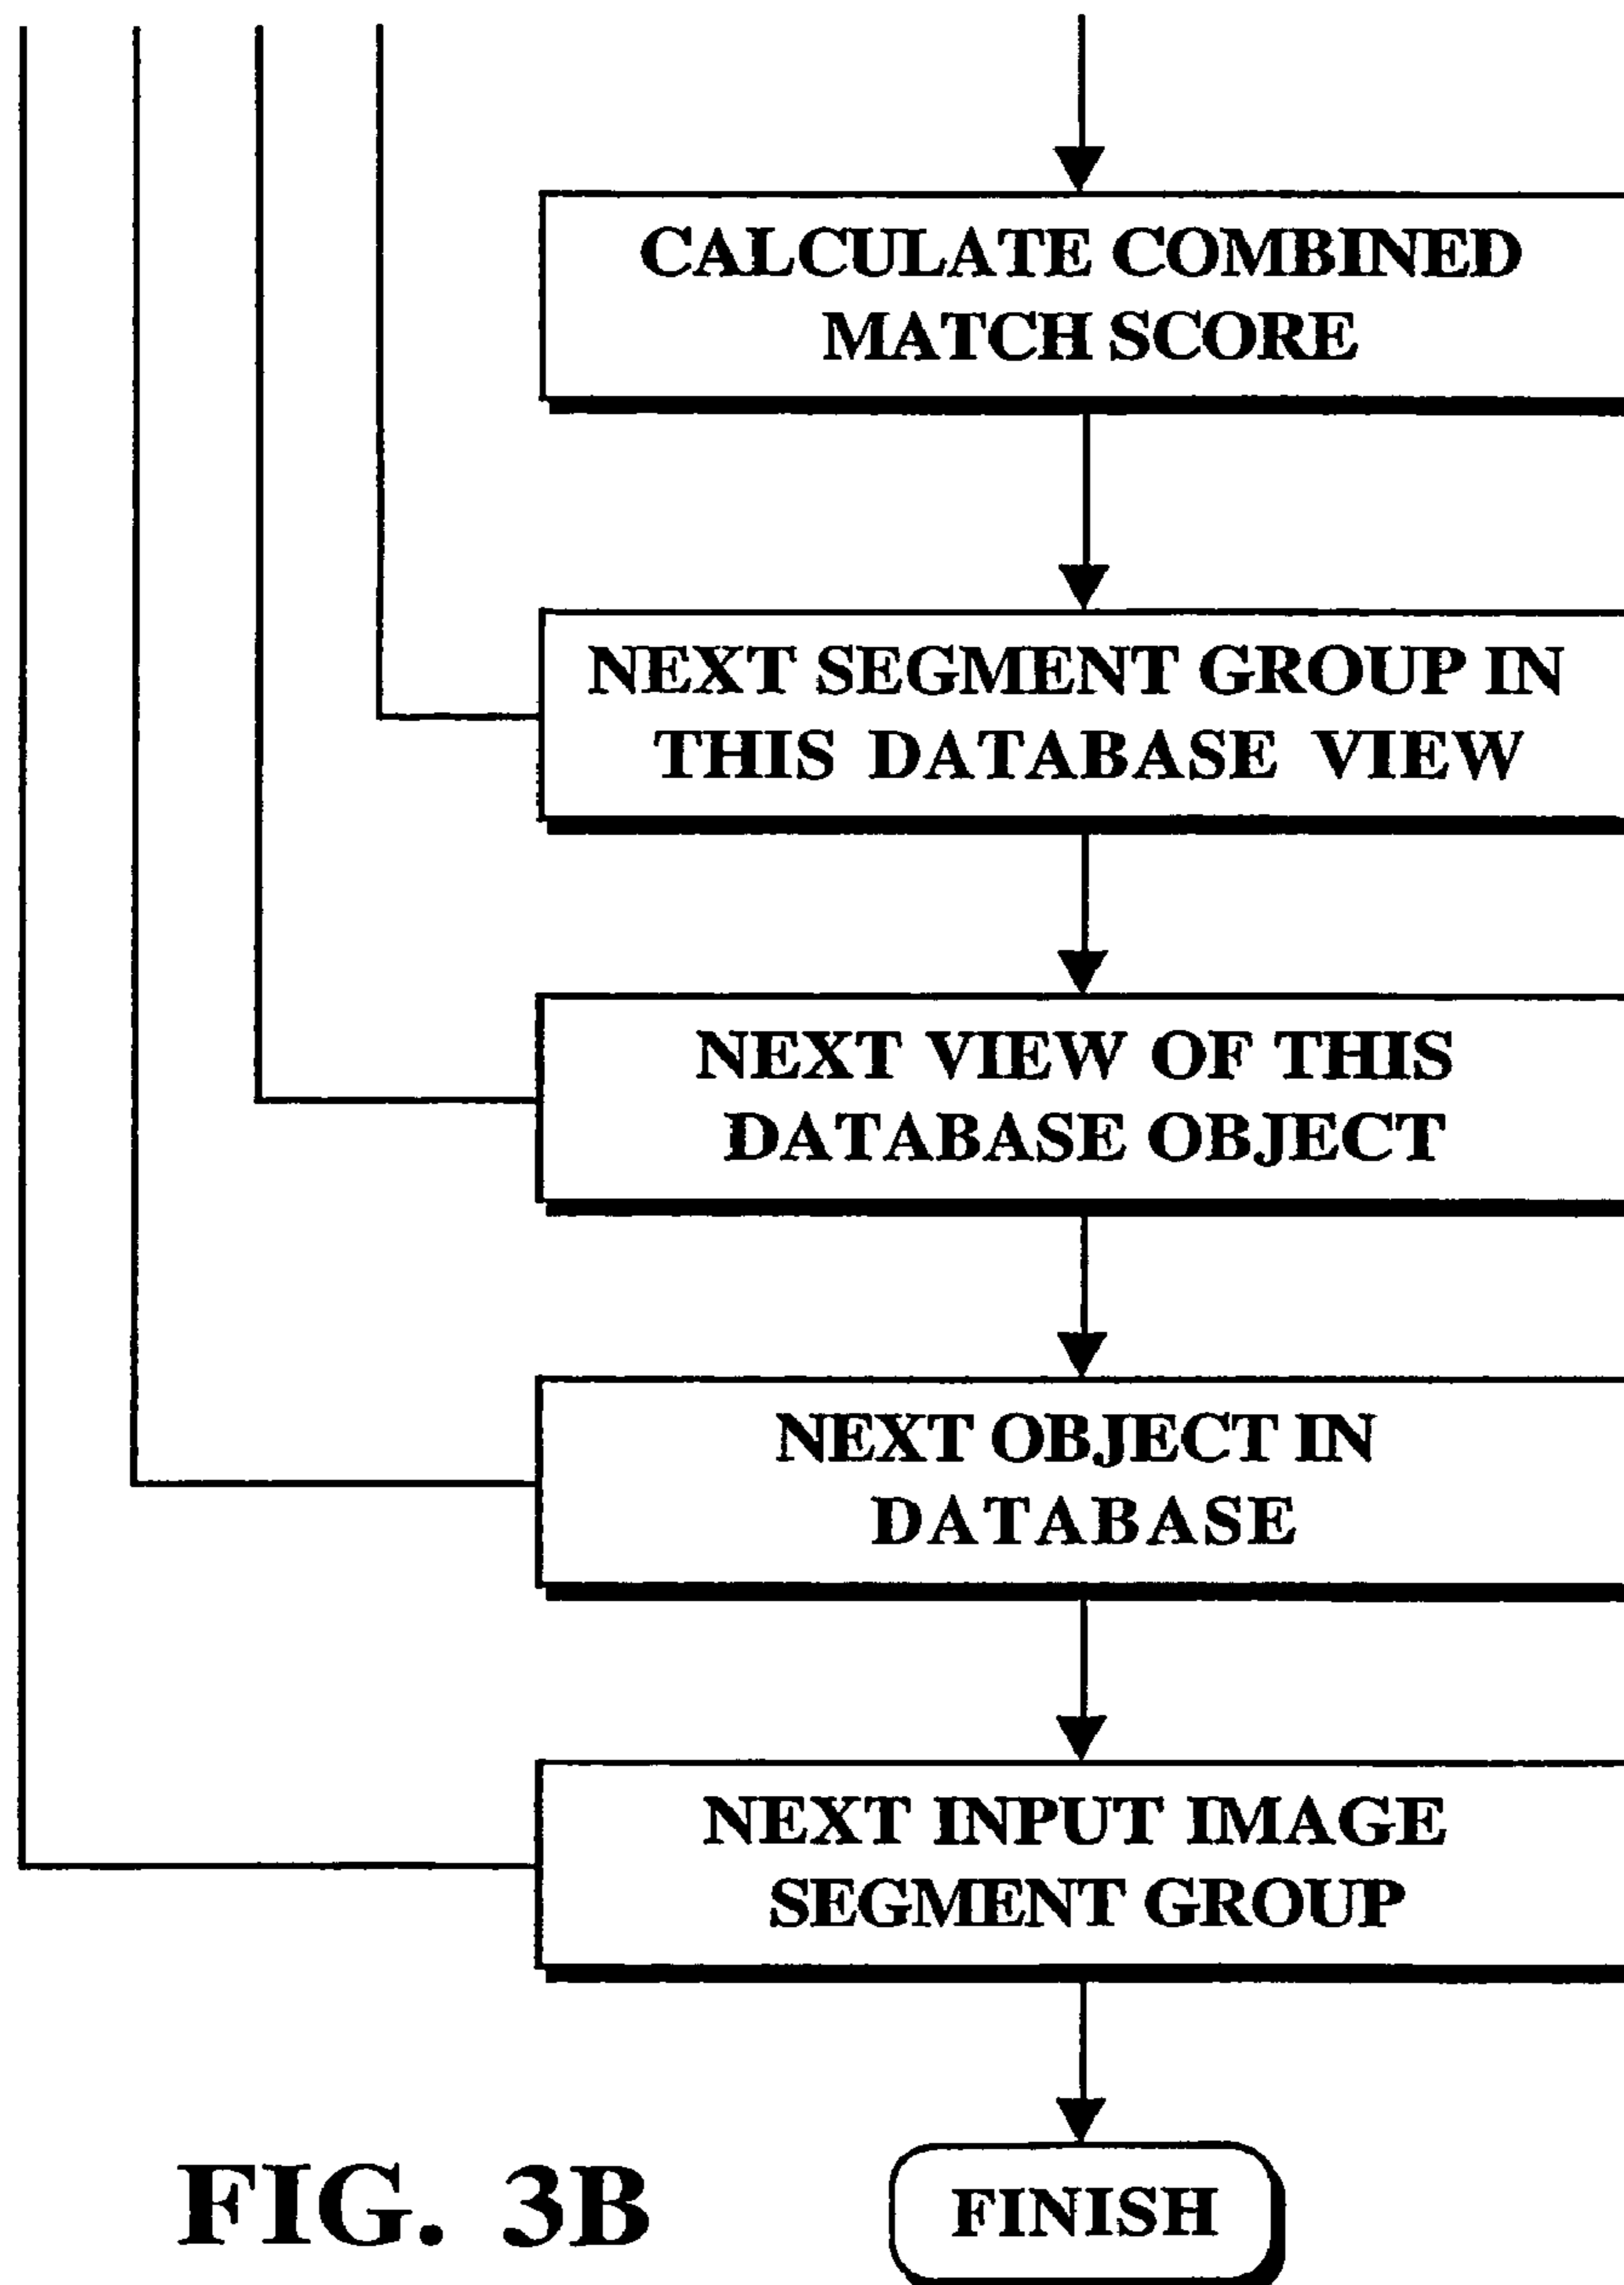 CALCULATE COMBINED
MATCH SCORE
NEXT SEGMENT GROUP IN
THIS DATABASE VIEW
NEXT VIEW OF THIS
DATABASE OBJECT
NEXT OBJECT IN
DATABASE
NEXT INPUT IMAGE
SEGMENT GROUP
FINISH
FIG. 3B